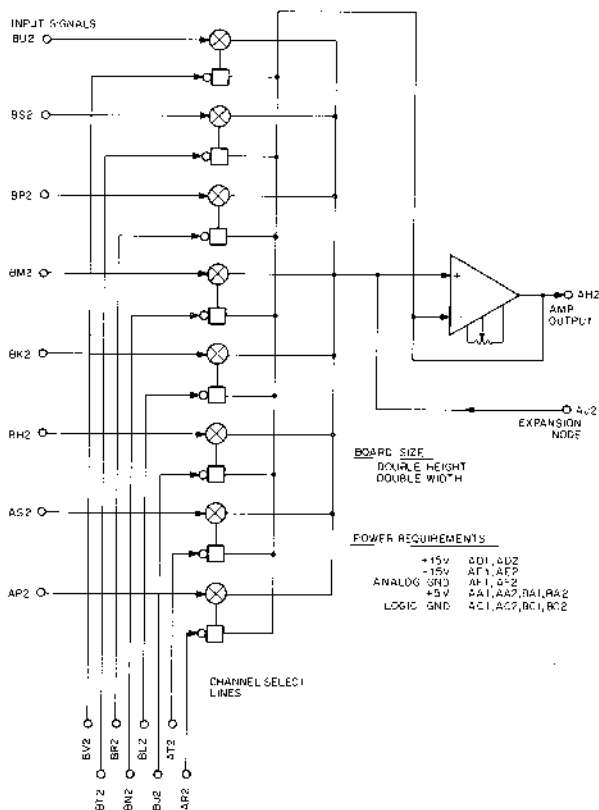 INPUT SIGNALS
BU2
BS2
BP2
BM2
BK2
BH2
AS2
AP2
+
AH2
AMP
OUTPUT
AJ2
EXPANSION
NODE
BOARD SIZE
DOUBLE HEIGHT
DOUBLE WIDTH
POWER REQUIREMENTS
+15V AD1, AD2
-15V AE1, AE2
ANALOG GND AF1, AF2
+5V AA1, AA2, BA1, BA2
LOGIC GND AC1, AC2, BC1, BC2
CHANNEL SELECT
LINES
BV2
BR2
BL2
AT2
BT2
BN2
BJ2
AR2